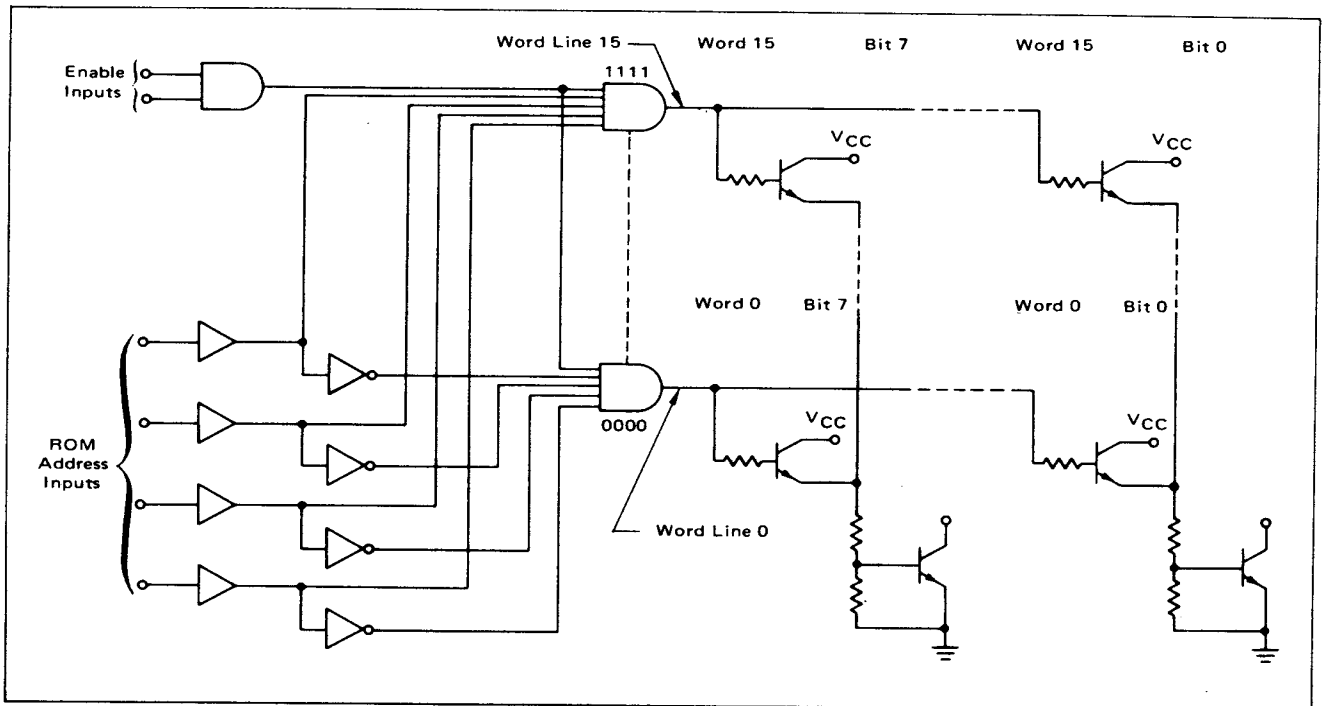 Word Line 15
Word 15
Bit 7
Word 15
Bit 0
Enable
Inputs
1111
VCC
VCC
Word 0
Bit 7
Word 0
Bit 0
ROM
Address
Inputs
0000
VCC
VCC
Word Line 0